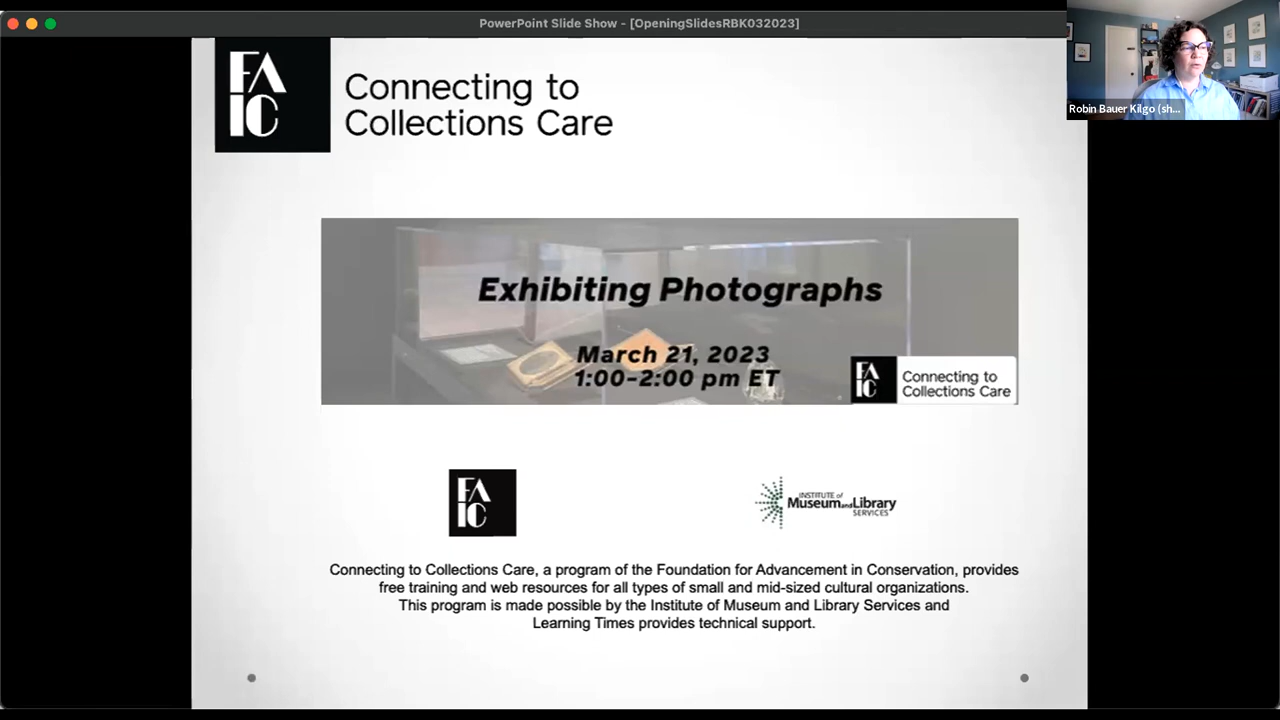 PowerPoint Slide Show - [OpeningSlidesRBK032023]
Robin Bauer Kilgo (sh...
FA
IC
Connecting to
Collections Care
Exhibiting Photographs
March 21, 2023
1:00-2:00 pm ET
FA
IC
Connecting to
Collections Care
FA
IC
INSTITUTE of
Museum and Library
SERVICES
Connecting to Collections Care, a program of the Foundation for Advancement in Conservation, provides
free training and web resources for all types of small and mid-sized cultural organizations.
This program is made possible by the Institute of Museum and Library Services and
Learning Times provides technical support.